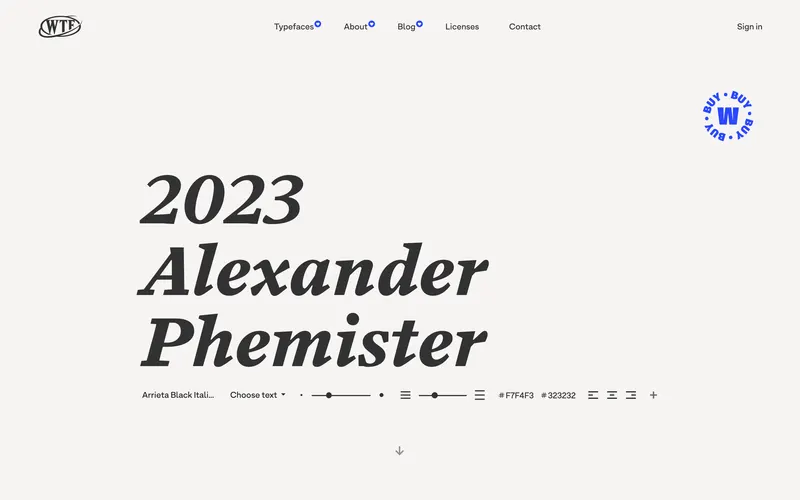 WTF
Typefaces
About
Blog
Licenses
Contact
Sign in
BUY • BUY • BUY • BUY •
W
2023
Alexander
Phemister
Arrieta Black Itali...
Choose text
#F7F4F3
#323232